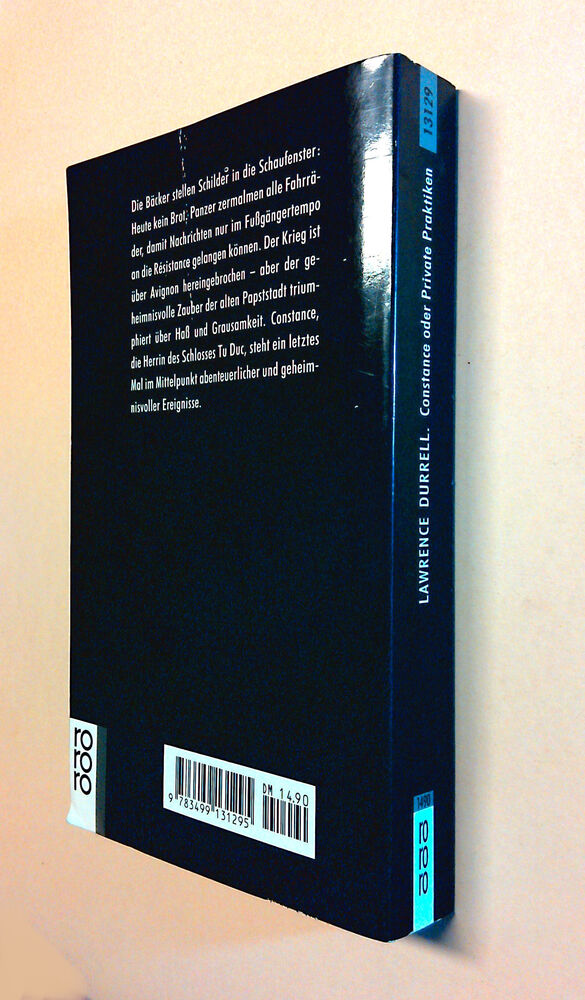 Die Bäcker stellen Schilder in die Schaufenster:
Heute kein Brot; Panzer zermalmen alle Fahrrä-
der, damit Nachrichten nur im Fußgängertempo
an die Résistance gelangen können. Der Krieg ist
über Avignon hereingebrochen – aber der ge-
heimnisvolle Zauber der alten Papststadt trium-
phiert über Haß und Grausamkeit. Constance,
die Herrin des Schlosses Tu Duc, steht ein letztes
Mal im Mittelpunkt abenteuerlicher und geheim-
nisvoller Ereignisse.
ro
ro
ro
DM 14.90
9 783499 131295
13129
LAWRENCE DURRELL. Constance oder Private Praktiken
1490
ro
ro
ro